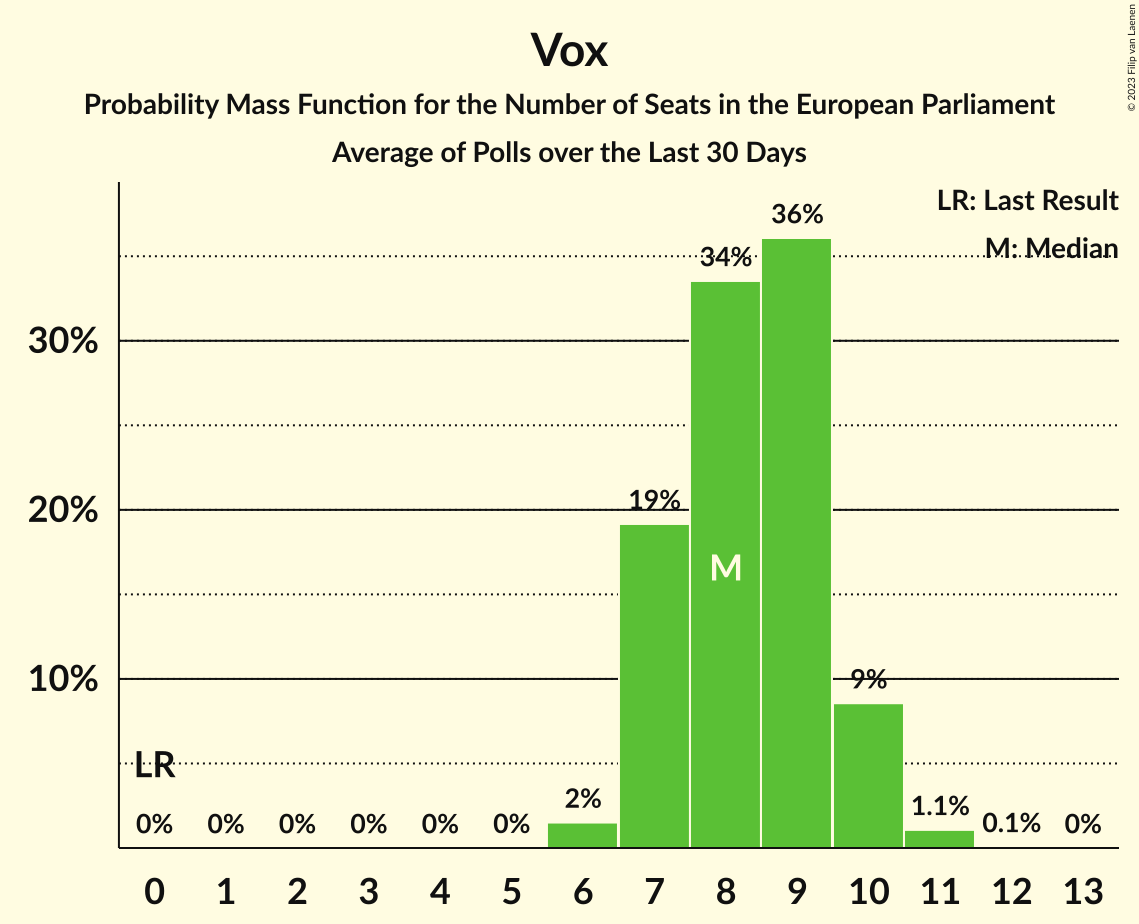 Vox
Probability Mass Function for the Number of Seats in the European Parliament
Average of Polls over the Last 30 Days
© 2023 Filip van Laenen
LR: Last Result
M: Median
36%
34%
30%
19%
20%
M
10%
9%
LR
0% 0% 0% 0% 0% 0% 2% 1.1% 0.1% 0%
0 1 2 3 4 5 6 7 8 9 10 11 12 13